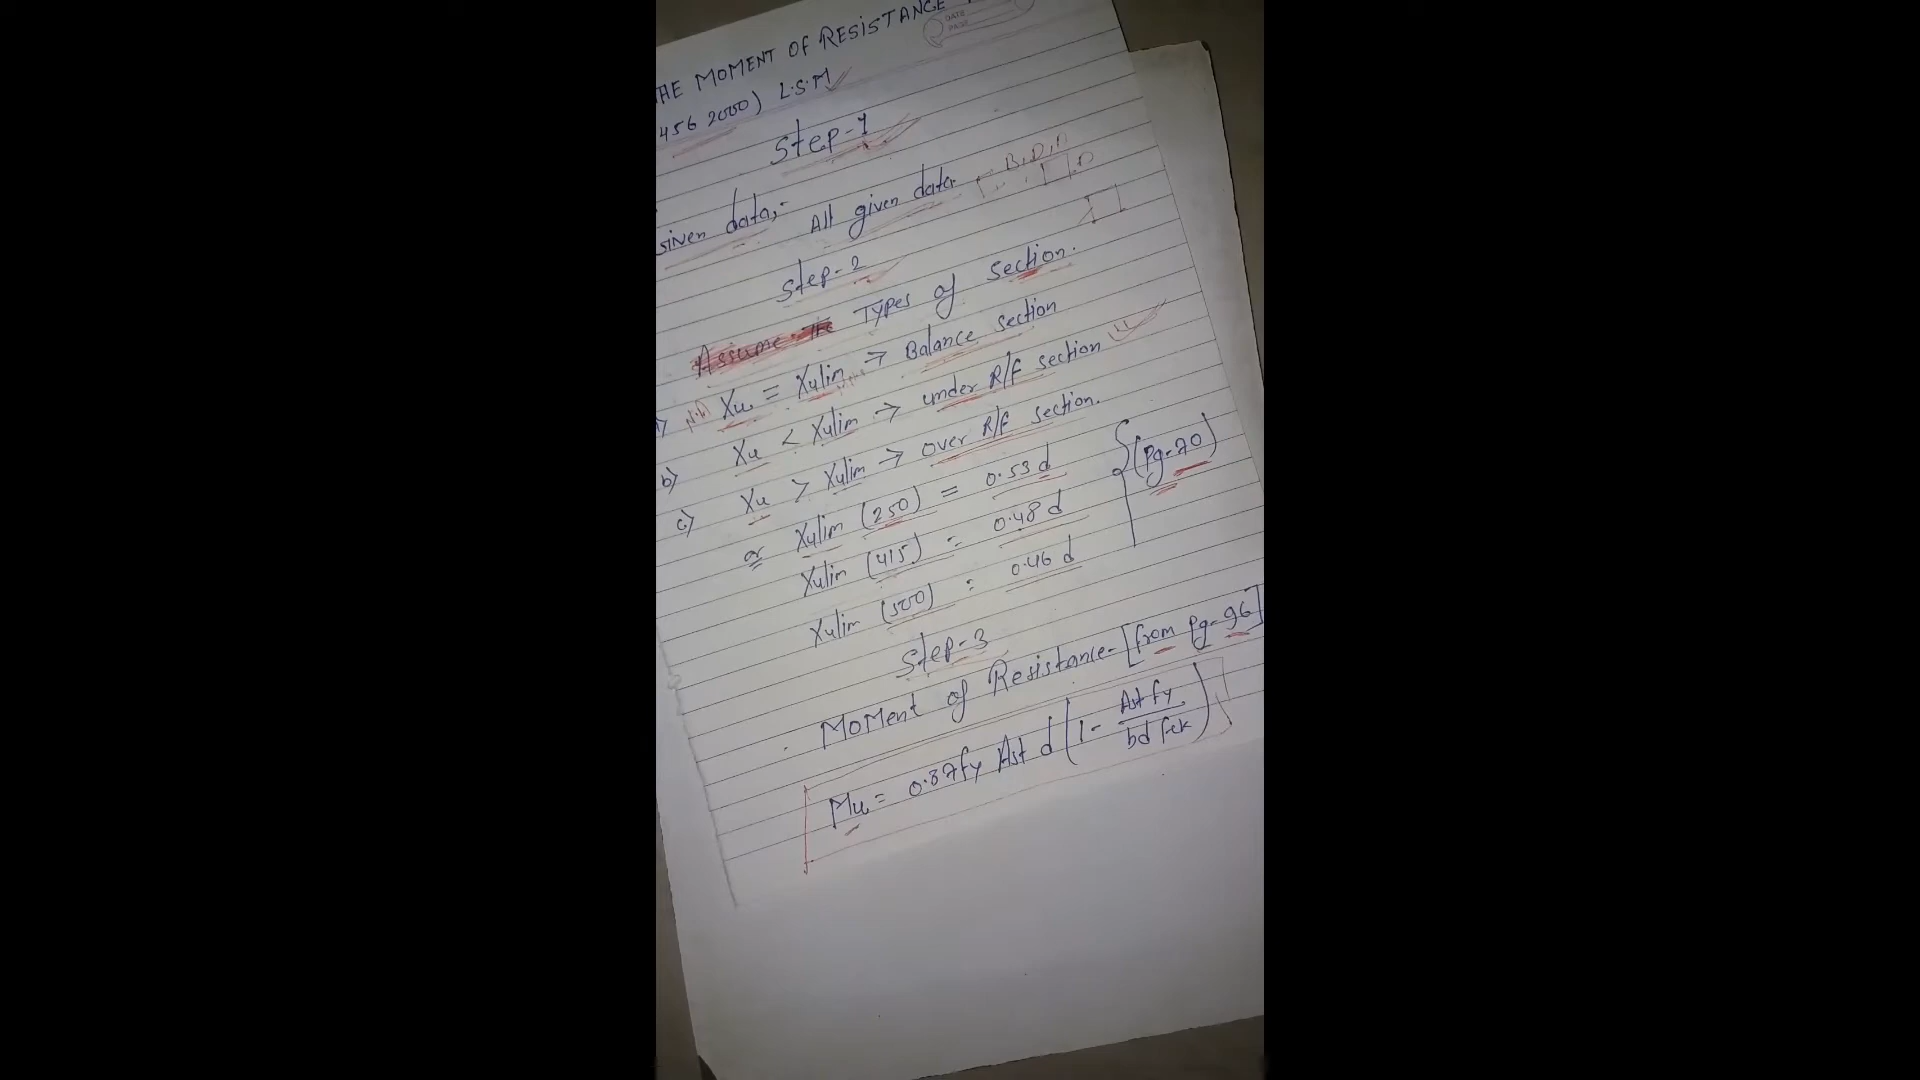 THE MOMENT OF RESISTANCE
DATE
PAGE
456 2000) L.S.M
Step-1
Given data,- All given data
B, D,
D
Step-2
Assume The Types of section.
a) N.A Xu = Xulim → Balance section
b) Xu < Xulim → under R/F section
c) Xu > Xulim → over R/F section.
or Xulim (250) = 0.53 d
(Pg-70)
Xulim (415) = 0.48 d
Xulim (500) = 0.46 d
Step-3
MOMent of Resistance- [from Pg-96]
Mu = 0.87fy Ast d (1 - Ast fy / bd fck)